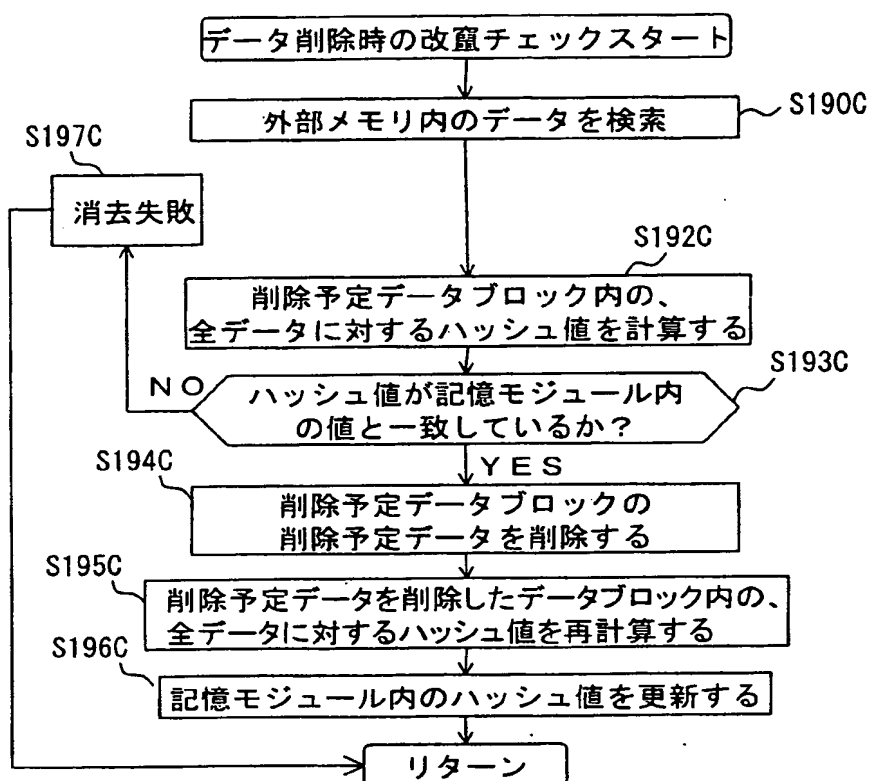 データ削除時の改竄チェックスタート
S190C
外部メモリ内のデータを検索
S197C
消去失敗
S192C
削除予定データブロック内の、
全データに対するハッシュ値を計算する
S193C
NO
ハッシュ値が記憶モジュール内
の値と一致しているか?
YES
S194C
削除予定データブロックの
削除予定データを削除する
S195C
削除予定データを削除したデータブロック内の、
全データに対するハッシュ値を再計算する
S196C
記憶モジュール内のハッシュ値を更新する
リターン